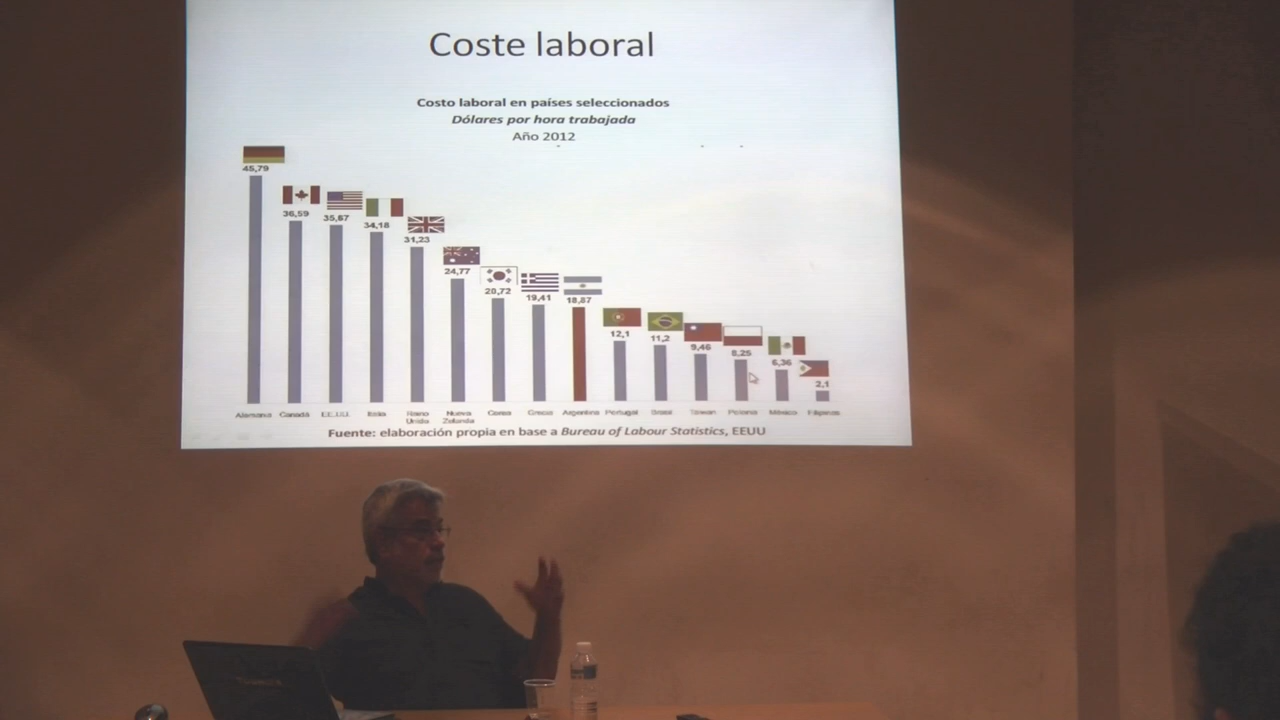 Coste laboral
Costo laboral en países seleccionados
Dólares por hora trabajada
Año 2012
45,79
36,59
35,67
34,18
31,23
24,77
20,72
19,41
18,87
12,1
11,2
9,46
8,25
6,36
2,1
Alemania Canadá EE.UU. Italia Reino Unido Nueva Zelanda Corea Grecia Argentina Portugal Brasil Taiwan Polonia México Filipinas
Fuente: elaboración propia en base a Bureau of Labour Statistics, EEUU